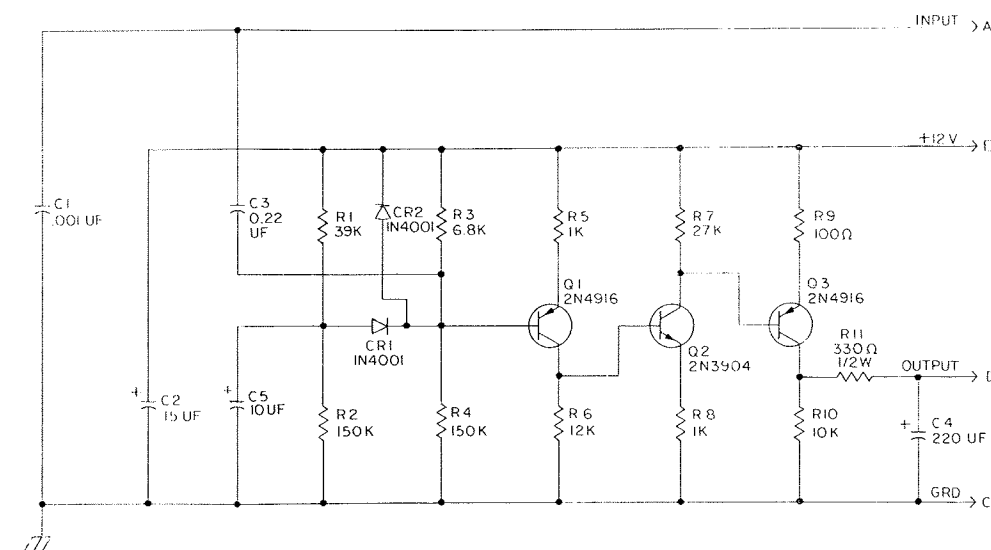 INPUT A
+12V
C1
.001 UF
C3
0.22
UF
R1
39K
CR2
1N4001
R3
6.8K
R5
1K
R7
27K
R9
100Ω
Q1
2N4916
Q3
2N4916
CR1
1N4001
Q2
2N3904
R11
330Ω
1/2W
OUTPUT
+ C2
15 UF
+ C5
10UF
R2
150K
R4
150K
R6
12K
R8
1K
R10
10K
+ C4
220 UF
GRD C